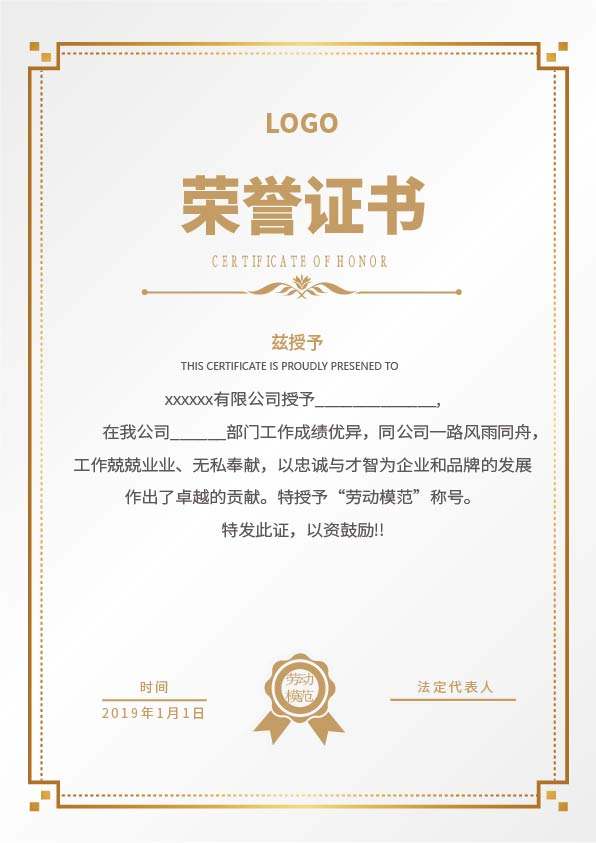 LOGO
荣誉证书
CERTIFICATE OF HONOR
兹授予
THIS CERTIFICATE IS PROUDLY PRESENED TO
xxxxxx有限公司授予______________,
在我公司______部门工作成绩优异，同公司一路风雨同舟，
工作兢兢业业、无私奉献，以忠诚与才智为企业和品牌的发展
作出了卓越的贡献。特授予“劳动模范”称号。
特发此证，以资鼓励!!
时间
2019年1月1日
劳动
模范
法定代表人